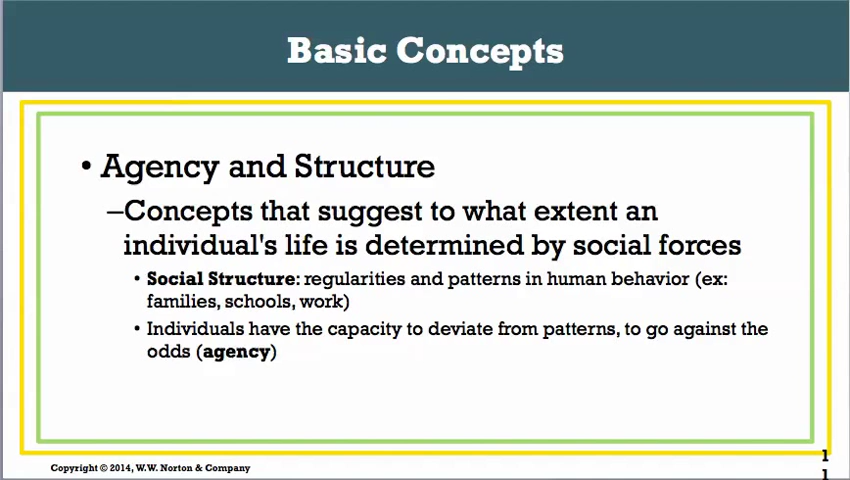 Basic Concepts
• Agency and Structure
–Concepts that suggest to what extent an
individual's life is determined by social forces
• Social Structure: regularities and patterns in human behavior (ex:
families, schools, work)
• Individuals have the capacity to deviate from patterns, to go against the
odds (agency)
Copyright © 2014, W.W. Norton & Company
1
1